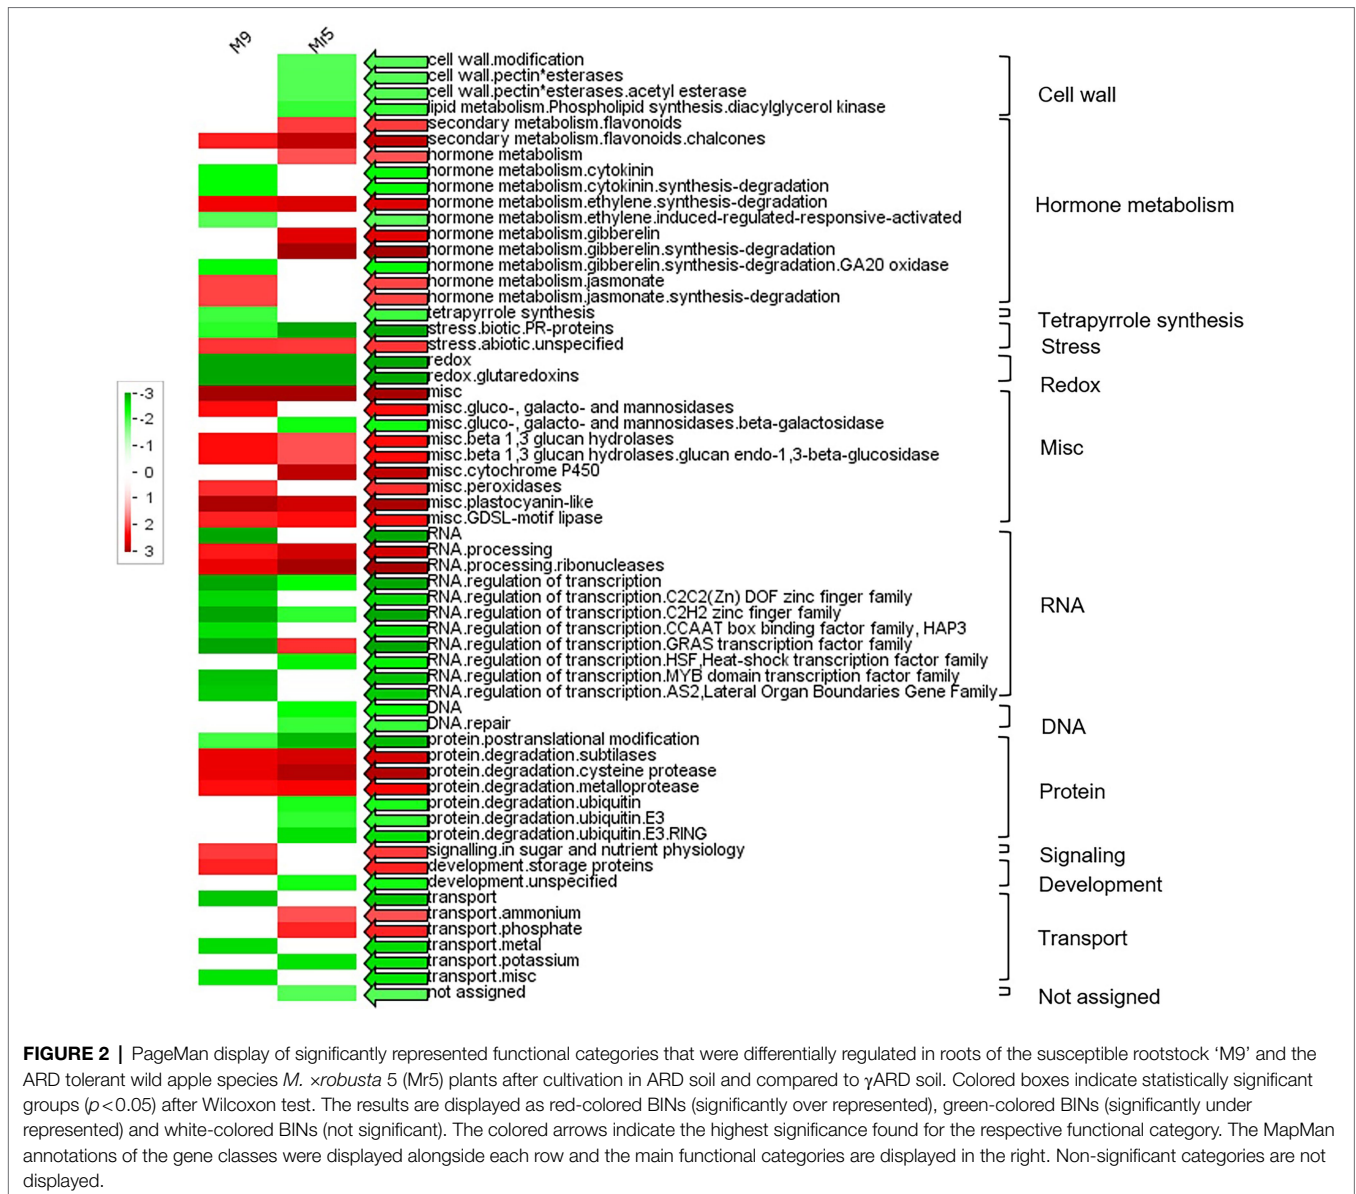 M9 Mr5
cell wall.modification
cell wall.pectin*esterases
cell wall.pectin*esterases.acetyl esterase
lipid metabolism.Phospholipid synthesis.diacylglycerol kinase
secondary metabolism.flavonoids
secondary metabolism.flavonoids.chalcones
hormone metabolism
hormone metabolism.cytokinin
hormone metabolism.cytokinin.synthesis-degradation
hormone metabolism.ethylene.synthesis-degradation
hormone metabolism.ethylene.induced-regulated-responsive-activated
hormone metabolism.gibberelin
hormone metabolism.gibberelin.synthesis-degradation
hormone metabolism.gibberelin.synthesis-degradation.GA20 oxidase
hormone metabolism.jasmonate
hormone metabolism.jasmonate.synthesis-degradation
tetrapyrrole synthesis
stress.biotic.PR-proteins
stress.abiotic.unspecified
redox
redox.glutaredoxins
misc
misc.gluco-, galacto- and mannosidases
misc.gluco-, galacto- and mannosidases.beta-galactosidase
misc.beta 1,3 glucan hydrolases
misc.beta 1,3 glucan hydrolases.glucan endo-1,3-beta-glucosidase
misc.cytochrome P450
misc.peroxidases
misc.plastocyanin-like
misc.GDSL-motif lipase
RNA
RNA.processing
RNA.processing.ribonucleases
RNA.regulation of transcription
RNA.regulation of transcription.C2C2(Zn) DOF zinc finger family
RNA.regulation of transcription.C2H2 zinc finger family
RNA.regulation of transcription.CCAAT box binding factor family, HAP3
RNA.regulation of transcription.GRAS transcription factor family
RNA.regulation of transcription.HSF,Heat-shock transcription factor family
RNA.regulation of transcription.MYB domain transcription factor family
RNA.regulation of transcription.AS2,Lateral Organ Boundaries Gene Family
DNA
DNA.repair
protein.postranslational modification
protein.degradation.subtilases
protein.degradation.cysteine protease
protein.degradation.metalloprotease
protein.degradation.ubiquitin
protein.degradation.ubiquitin.E3
protein.degradation.ubiquitin.E3.RING
signalling.in sugar and nutrient physiology
development.storage proteins
development.unspecified
transport
transport.ammonium
transport.phosphate
transport.metal
transport.potassium
transport.misc
not assigned
Cell wall
Hormone metabolism
Tetrapyrrole synthesis
Stress
Redox
Misc
RNA
DNA
Protein
Signaling
Development
Transport
Not assigned
-3
-2
-1
0
1
2
3
FIGURE 2 | PageMan display of significantly represented functional categories that were differentially regulated in roots of the susceptible rootstock ‘M9’ and the
ARD tolerant wild apple species M. ×robusta 5 (Mr5) plants after cultivation in ARD soil and compared to γARD soil. Colored boxes indicate statistically significant
groups (p<0.05) after Wilcoxon test. The results are displayed as red-colored BINs (significantly over represented), green-colored BINs (significantly under
represented) and white-colored BINs (not significant). The colored arrows indicate the highest significance found for the respective functional category. The MapMan
annotations of the gene classes were displayed alongside each row and the main functional categories are displayed in the right. Non-significant categories are not
displayed.